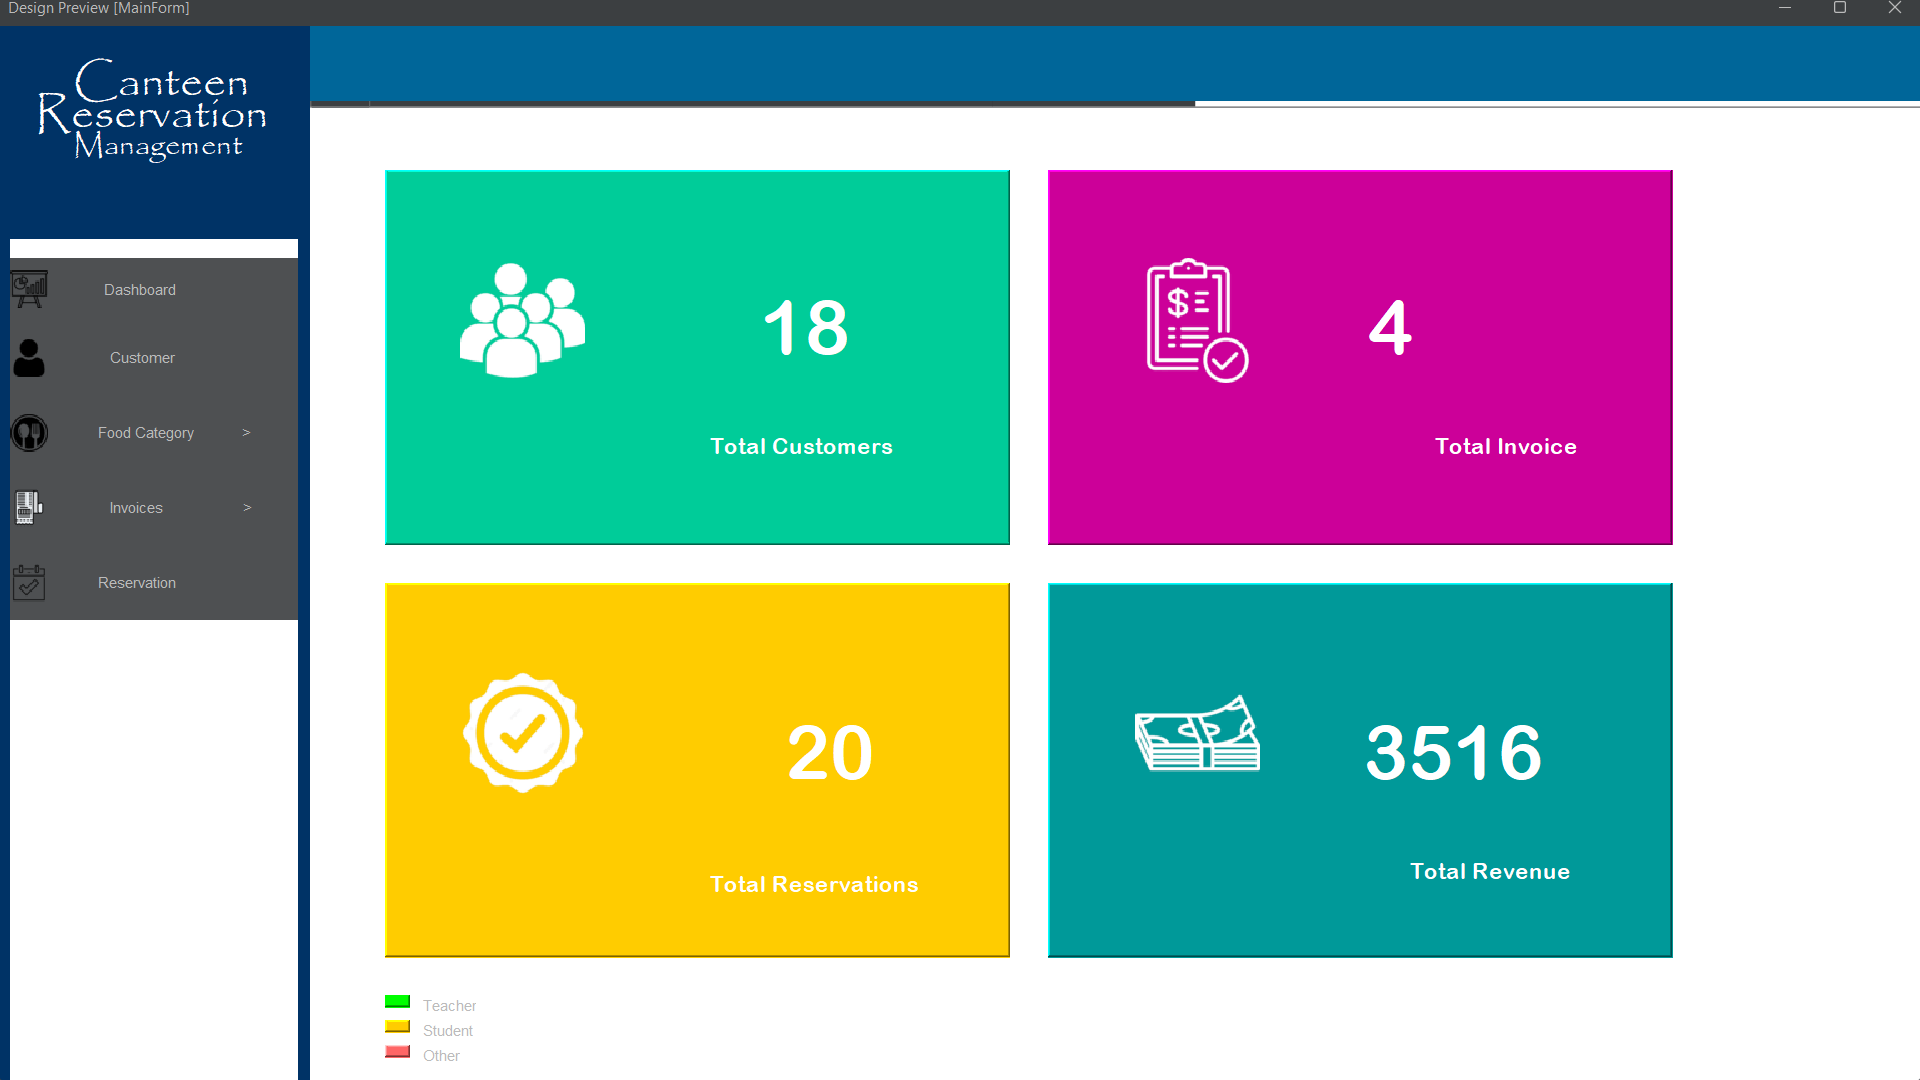 Design Preview [MainForm]
Canteen
Reservation
Management
Dashboard
Customer
Food Category >
Invoices >
Reservation
18
Total Customers
$
4
Total Invoice
20
Total Reservations
3516
Total Revenue
Teacher
Student
Other